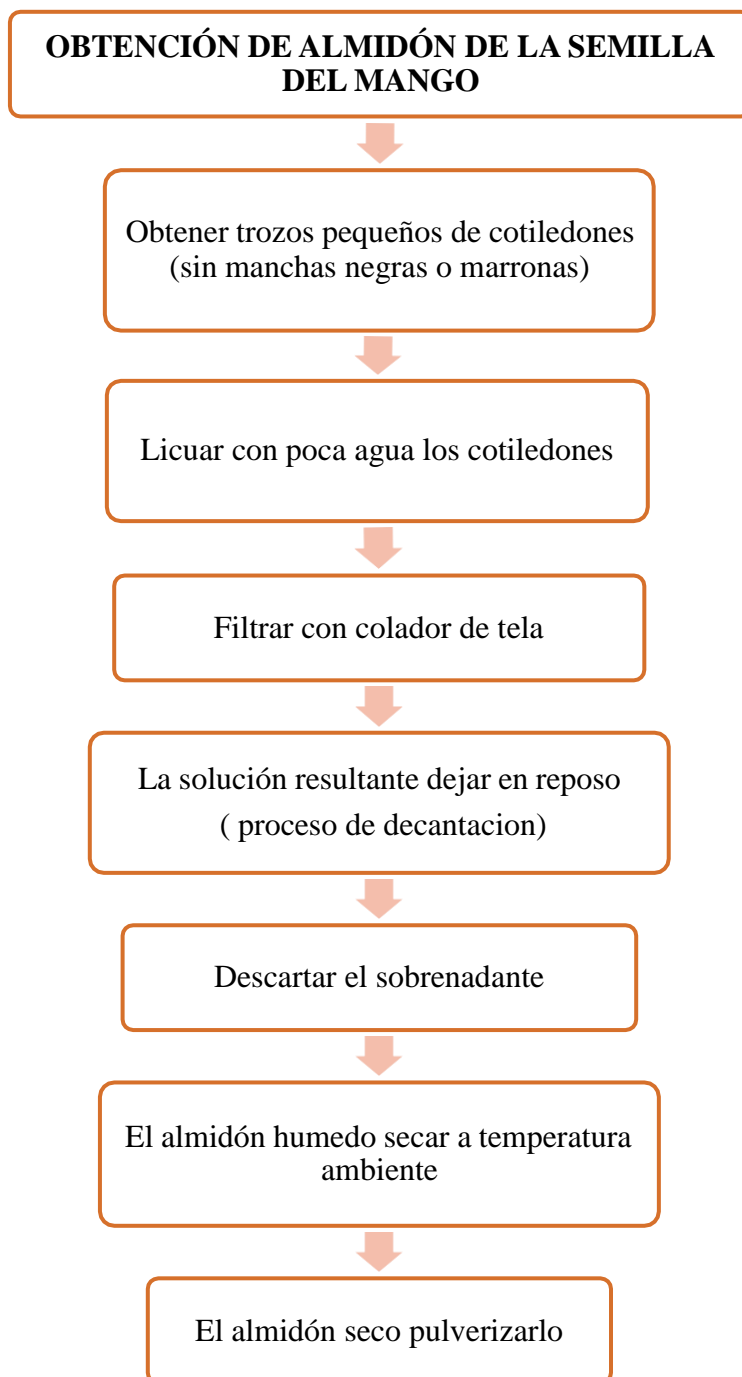 OBTENCIÓN DE ALMIDÓN DE LA SEMILLA
DEL MANGO
Obtener trozos pequeños de cotiledones
(sin manchas negras o marronas)
Licuar con poca agua los cotiledones
Filtrar con colador de tela
La solución resultante dejar en reposo
( proceso de decantacion)
Descartar el sobrenadante
El almidón humedo secar a temperatura
ambiente
El almidón seco pulverizarlo